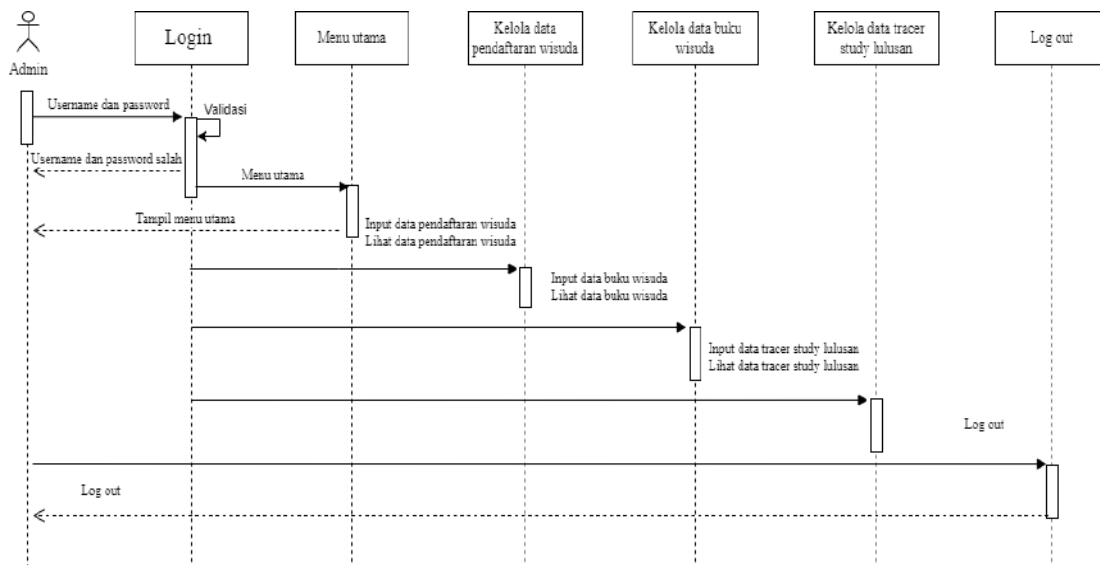 Admin
Login
Menu utama
Kelola data
pendaftaran wisuda
Kelola data buku
wisuda
Kelola data tracer
study lulusan
Log out
Username dan password
Validasi
Username dan password salah
Menu utama
Tampil menu utama
Input data pendaftaran wisuda
Lihat data pendaftaran wisuda
Input data buku wisuda
Lihat data buku wisuda
Input data tracer study lulusan
Lihat data tracer study lulusan
Log out
Log out